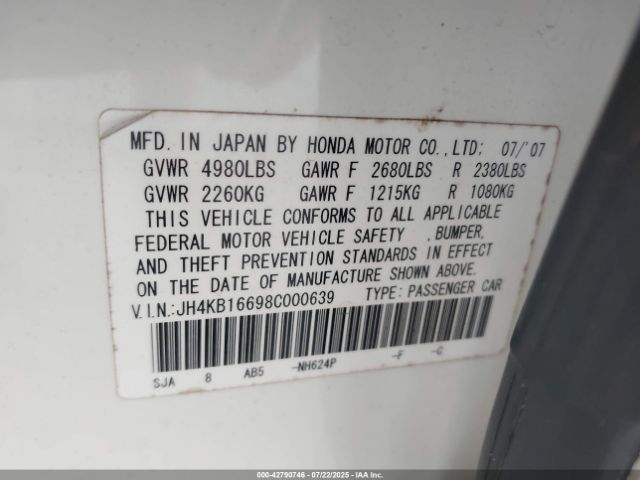 MFD. IN JAPAN BY HONDA MOTOR CO.,LTD; 07/'07
GVWR 4980LBS GAWR F 2680LBS R 2380LBS
GVWR 2260KG GAWR F 1215KG R 1080KG
THIS VEHICLE CONFORMS TO ALL APPLICABLE
FEDERAL MOTOR VEHICLE SAFETY ,BUMPER,
AND THEFT PREVENTION STANDARDS IN EFFECT
ON THE DATE OF MANUFACTURE SHOWN ABOVE.
V.I.N.:JH4KB16698C000639 TYPE: PASSENGER CAR
SJA 8 AB5 -NH624P -F -G
000-42790746 - 07/22/2025 - IAAI.COM